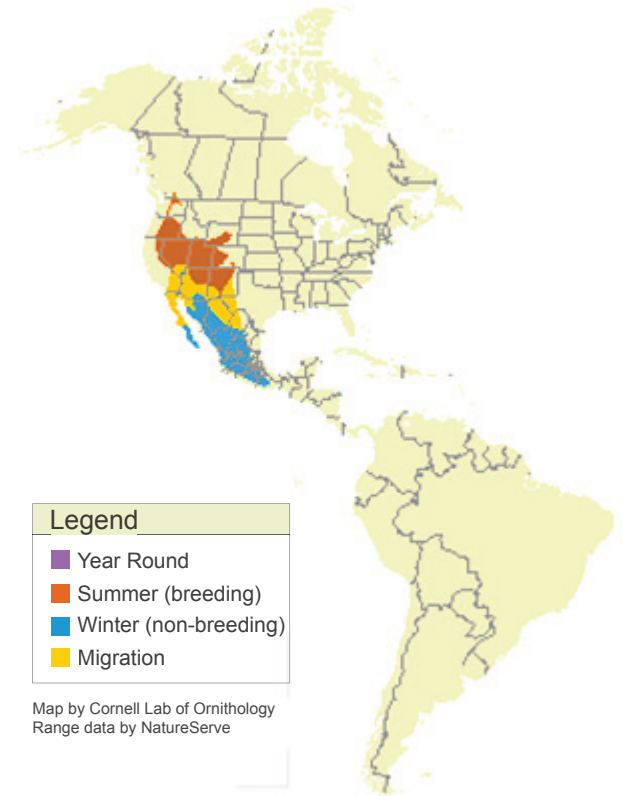 Legend
Year Round
Summer (breeding)
Winter (non-breeding)
Migration
Map by Cornell Lab of Ornithology
Range data by NatureServe